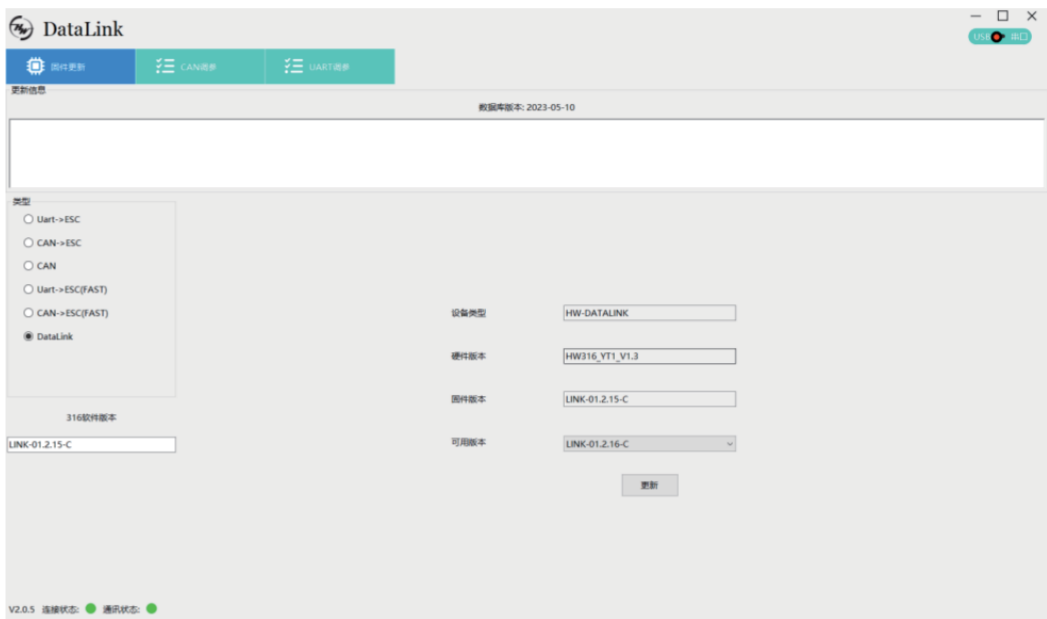 DataLink
USB 串口
固件更新 CAN调参 UART调参
更新信息
数据库版本: 2023-05-10
类型
Uart->ESC
CAN->ESC
CAN
Uart->ESC(FAST)
CAN->ESC(FAST)
DataLink
设备类型 HW-DATALINK
硬件版本 HW316_YT1_V1.3
固件版本 LINK-01.2.15-C
316软件版本
LINK-01.2.15-C
可用版本 LINK-01.2.16-C
更新
V2.0.5 连接状态: 通讯状态: